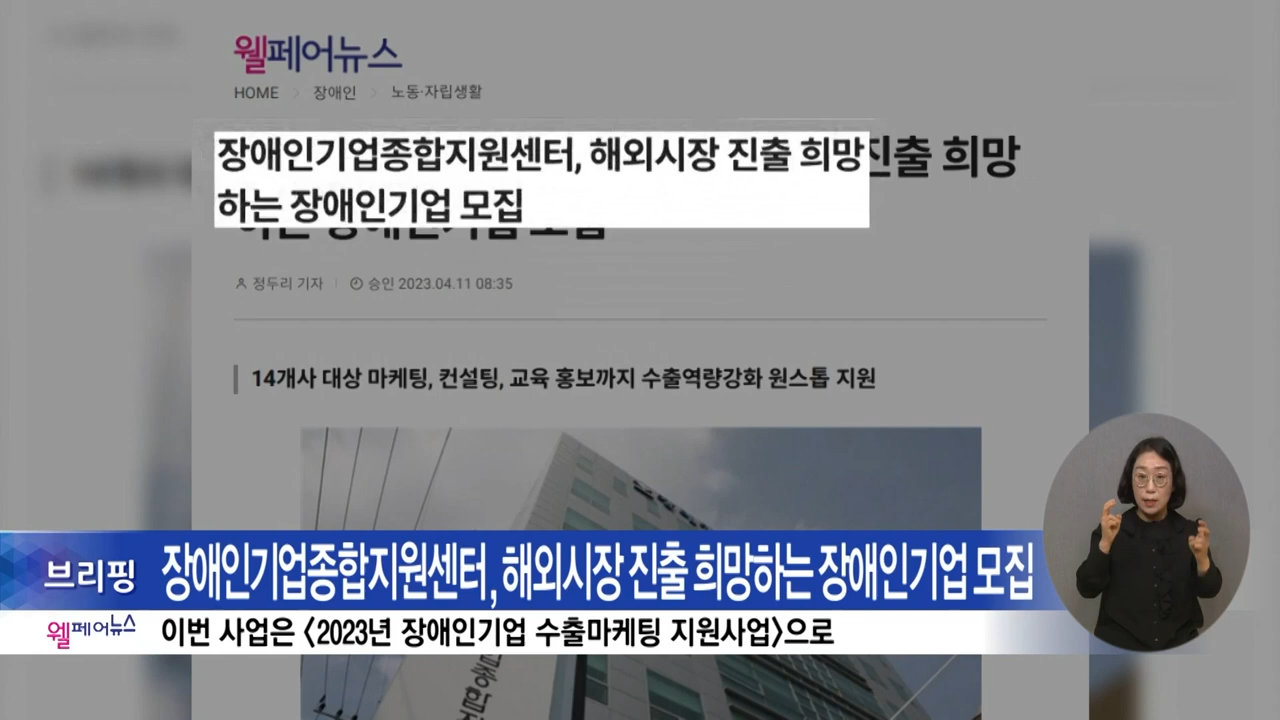 웰페어뉴스
HOME > 장애인 > 노동·자립생활
장애인기업종합지원센터, 해외시장 진출 희망
하는 장애인기업 모집
진출 희망
정두리 기자
승인 2023.04.11 08:35
14개사 대상 마케팅, 컨설팅, 교육 홍보까지 수출역량강화 원스톱 지원
브리핑
장애인기업종합지원센터, 해외시장 진출 희망하는 장애인기업 모집
웰페어뉴스
이번 사업은 <2023년 장애인기업 수출마케팅 지원사업>으로